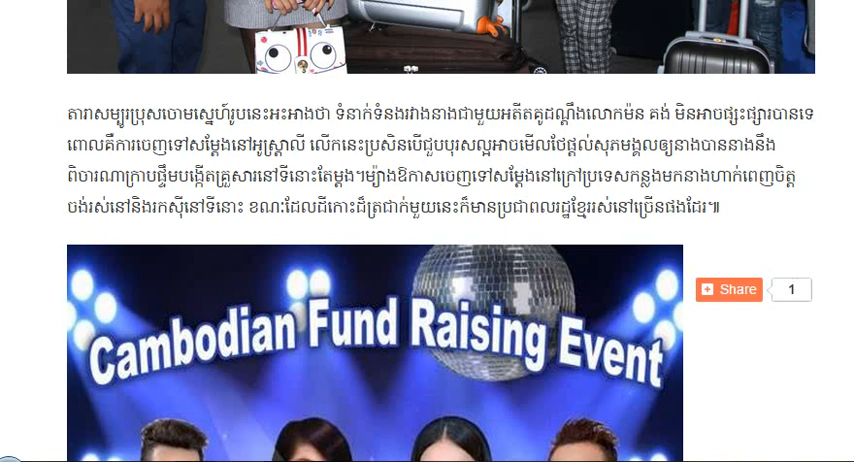 តារាសម្បូរប្រុសចោមស្នេហ៍រូបនេះអះអាងថា ទំនាក់ទំនងរវាងនាងជាមួយអតីតគូដណ្ដឹងលោកម៉ន គង់ មិនអាចផ្សះផ្សារបានទេ
ពោលគឺការចេញទៅសម្ដែងនៅអូស្ត្រាលី លើកនេះប្រសិនបើជួបបុរសល្អអាចមើលថែផ្ដល់សុភមង្គលឲ្យនាងបាននាងនឹង
ពិចារណាក្រាបផ្ទឹមបង្កើតគ្រួសារនៅទីនោះតែម្ដង។ម្យ៉ាងឱកាសចេញទៅសម្ដែងនៅក្រៅប្រទេសកន្លងមកនាងហាក់ពេញចិត្ត
ចង់រស់នៅនិងរកស៊ីនៅទីនោះ ខណៈដែលដីកោះដ៏ត្រជាក់មួយនេះក៏មានប្រជាពលរដ្ឋខ្មែររស់នៅច្រើនផងដែរ៕
Share 1
Cambodian Fund Raising Event